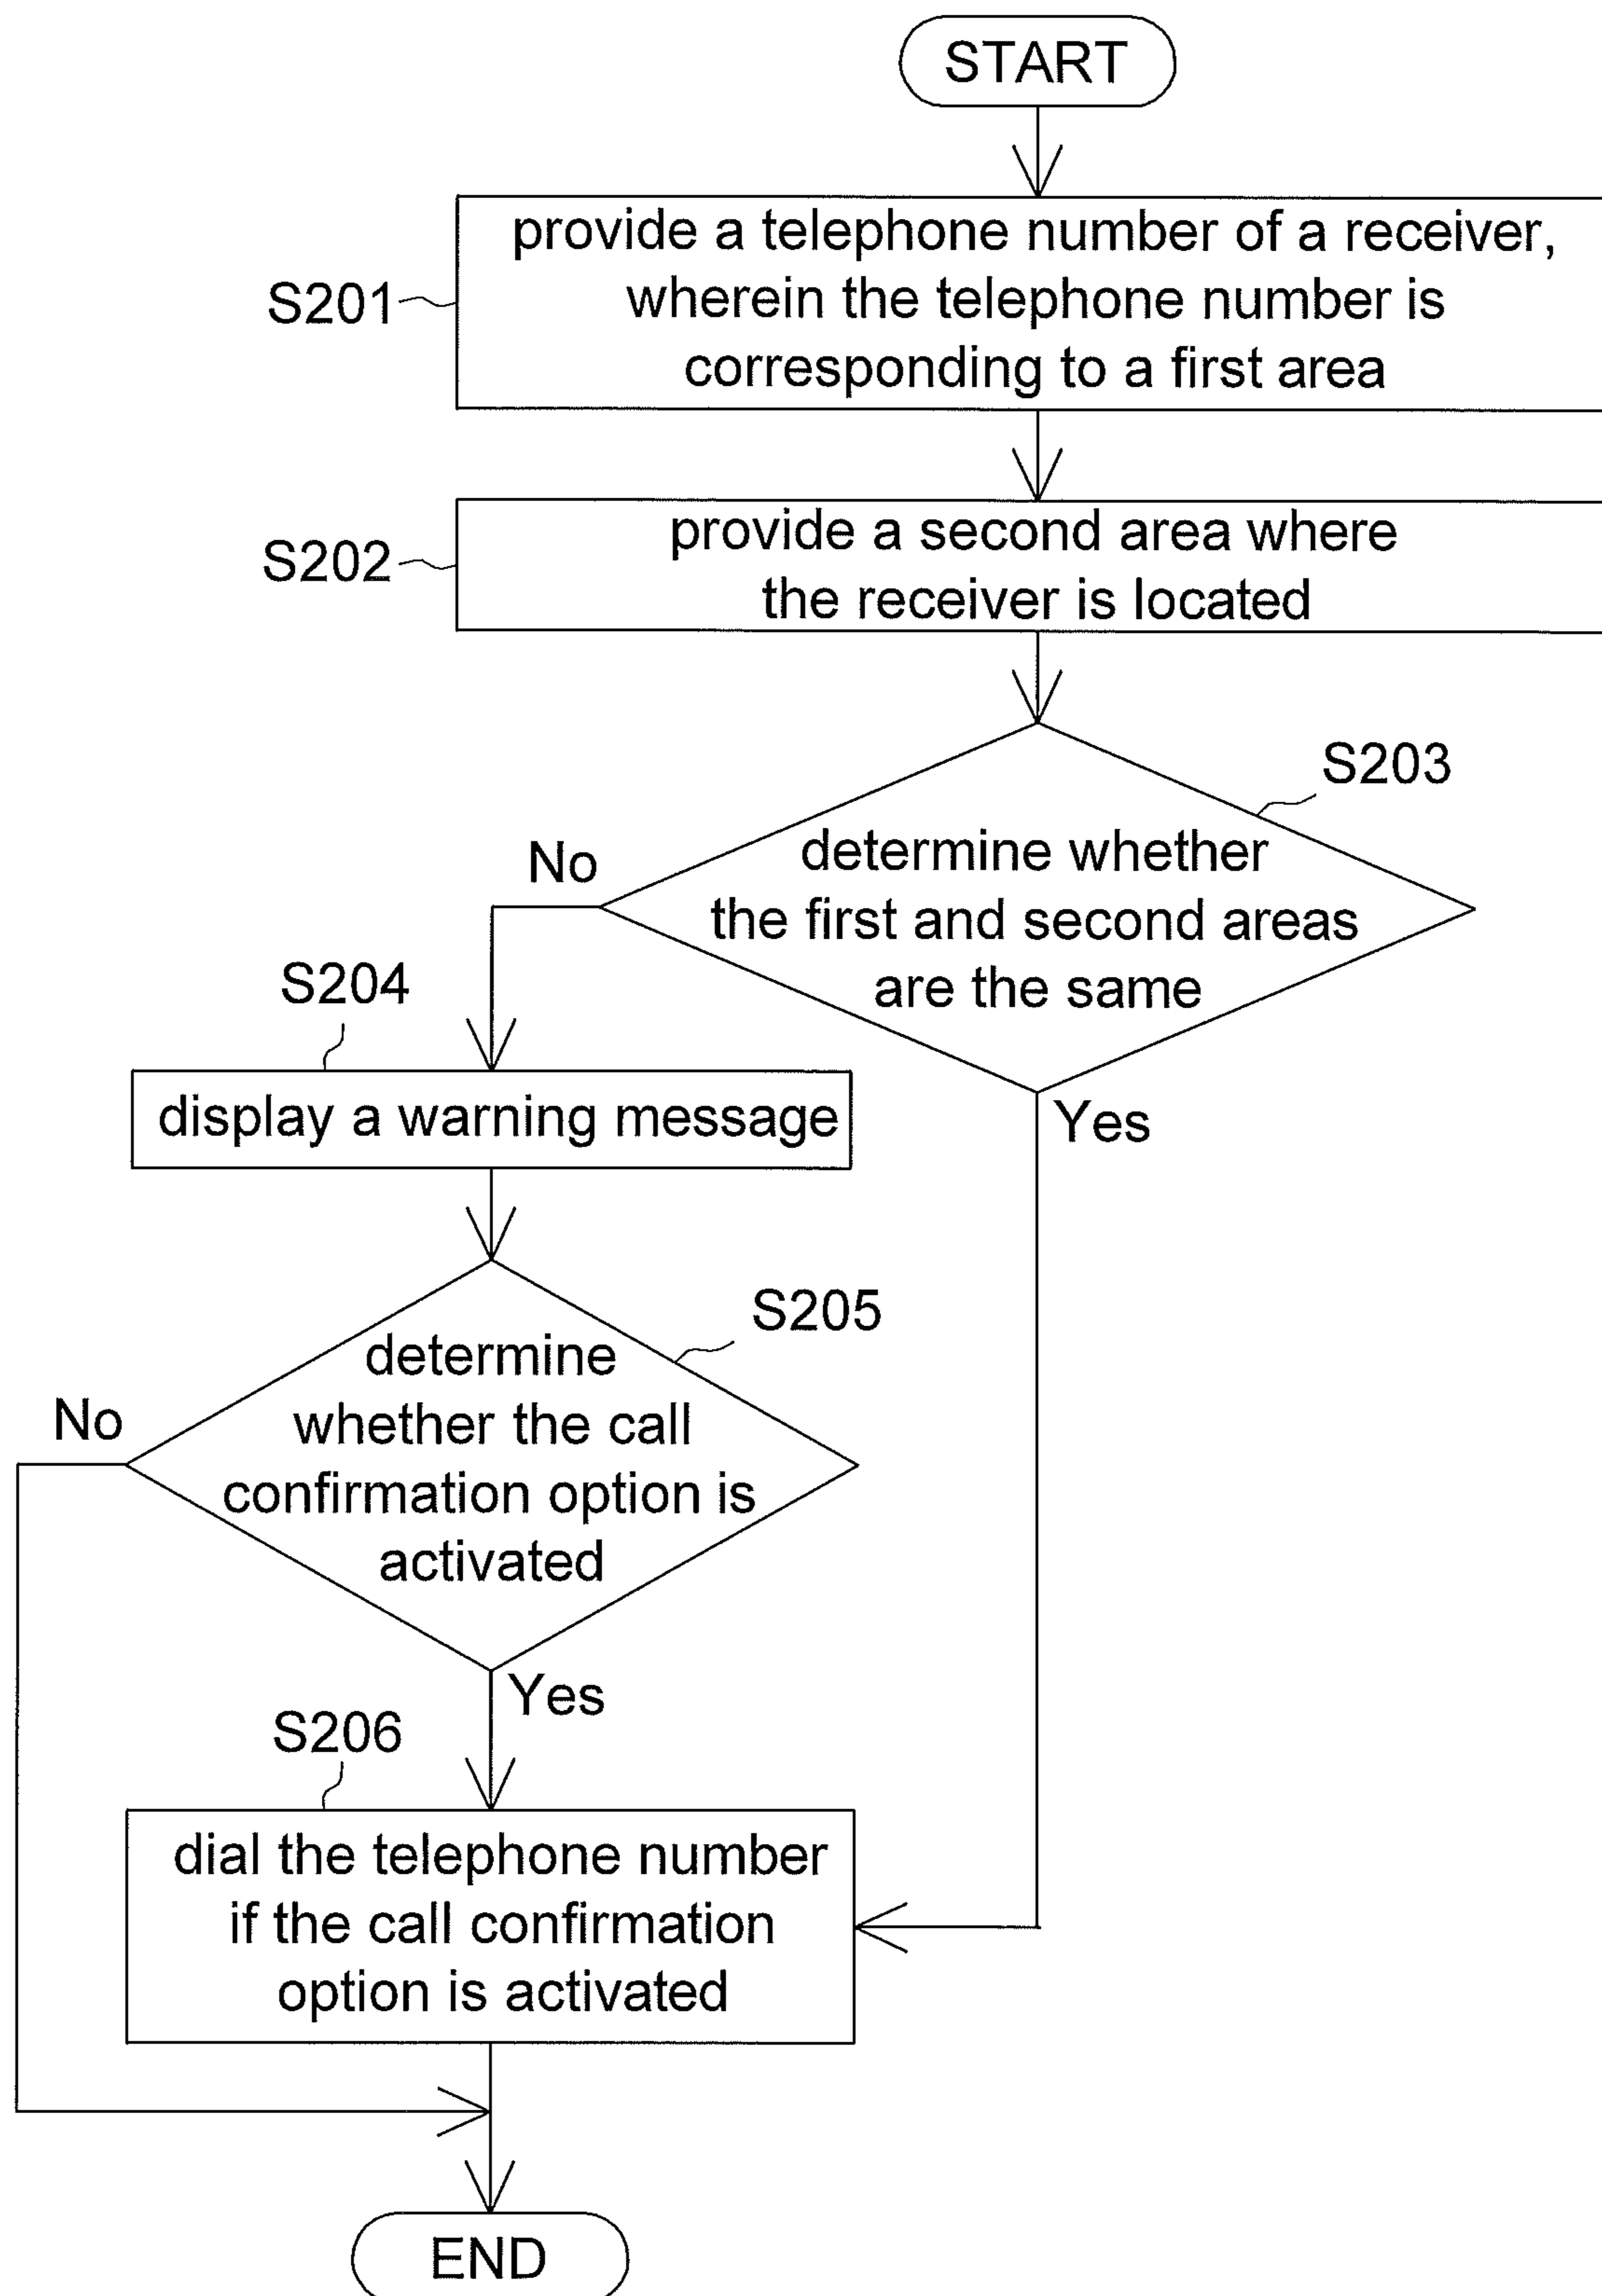 START
provide a telephone number of a receiver,
wherein the telephone number is
corresponding to a first area
S201
provide a second area where
the receiver is located
S202
S203
determine whether
the first and second areas
are the same
No
Yes
S204
display a warning message
S205
determine
whether the call
confirmation option is
activated
No
Yes
S206
dial the telephone number
if the call confirmation
option is activated
END